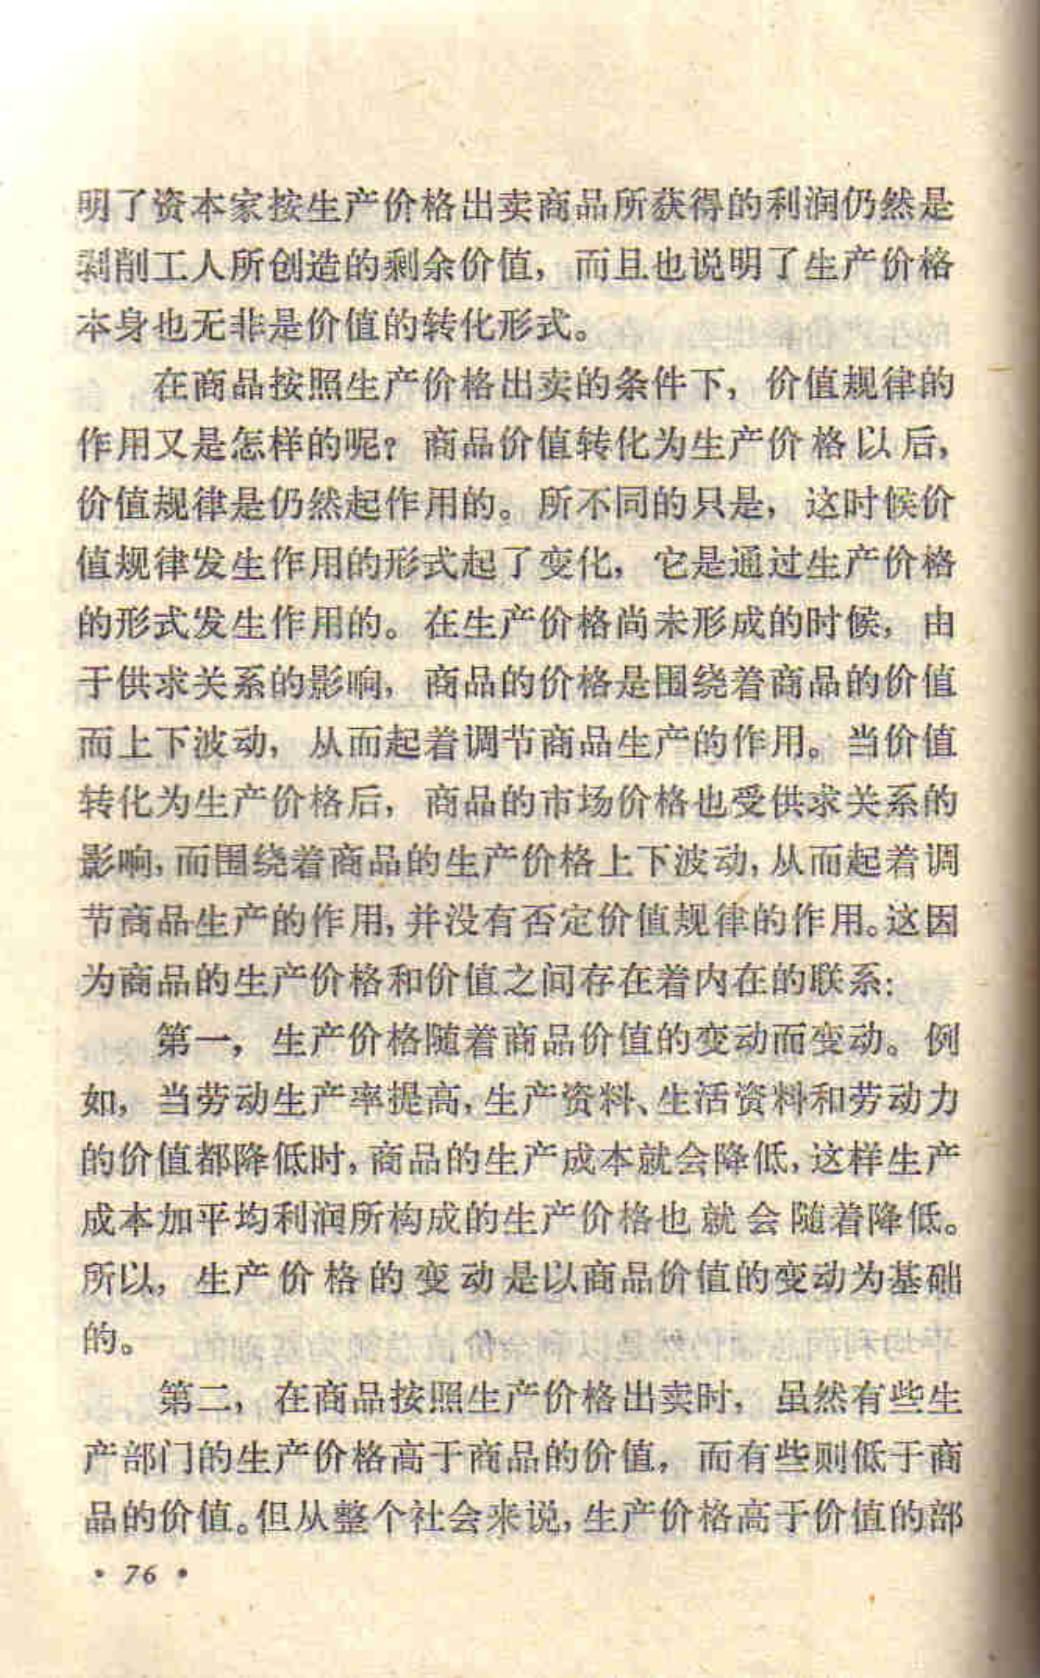 明了资本家按生产价格出卖商品所获得的利润仍然是
剥削工人所创造的剩余价值，而且也说明了生产价格
本身也无非是价值的转化形式。
在商品按照生产价格出卖的条件下，价值规律的
作用又是怎样的呢？商品价值转化为生产价格以后，
价值规律是仍然起作用的。所不同的只是，这时候价
值规律发生作用的形式起了变化，它是通过生产价格
的形式发生作用的。在生产价格尚未形成的时候，由
于供求关系的影响，商品的价格是围绕着商品的价值
而上下波动，从而起着调节商品生产的作用。当价值
转化为生产价格后，商品的市场价格也受供求关系的
影响，而围绕着商品的生产价格上下波动，从而起着调
节商品生产的作用，并没有否定价值规律的作用。这因
为商品的生产价格和价值之间存在着内在的联系：
第一，生产价格随着商品价值的变动而变动。例
如，当劳动生产率提高，生产资料、生活资料和劳动力
的价值都降低时，商品的生产成本就会降低，这样生产
成本加平均利润所构成的生产价格也就会随着降低。
所以，生产价格的变动是以商品价值的变动为基础
的。
第二，在商品按照生产价格出卖时，虽然有些生
产部门的生产价格高于商品的价值，而有些则低于商
品的价值。但从整个社会来说，生产价格高于价值的部
• 76 •